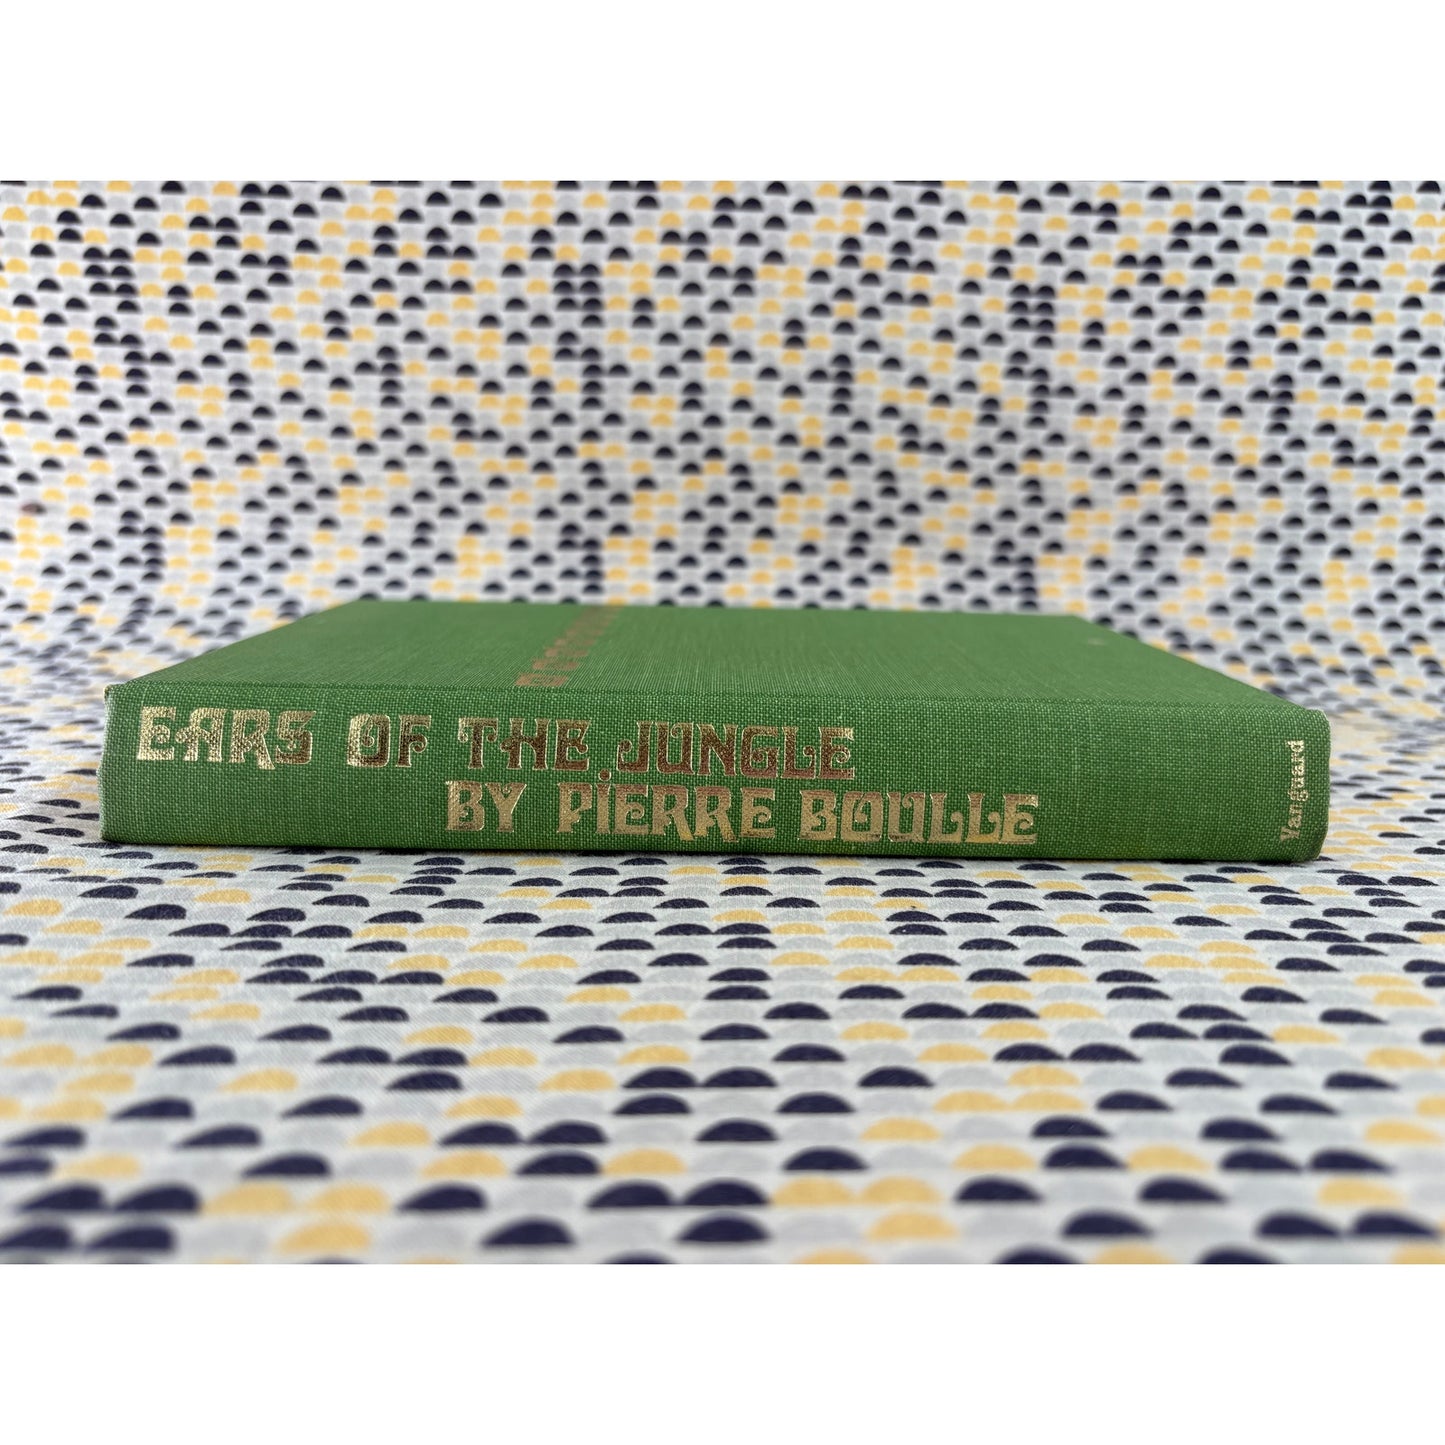 EARS OF THE JUNGLE
BY PIERRE BOULLE
Vanguard